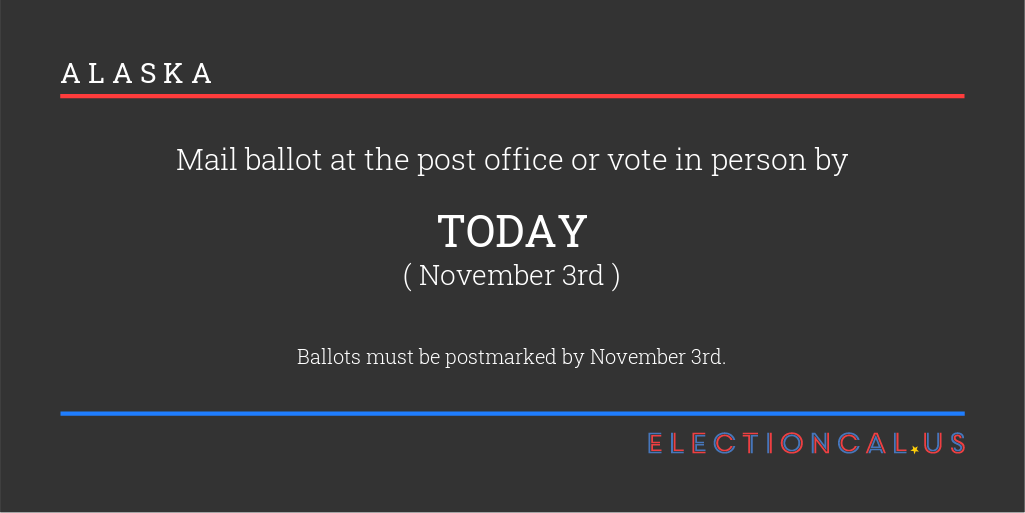 ALASKA
Mail ballot at the post office or vote in person by
TODAY
( November 3rd )
Ballots must be postmarked by November 3rd.
ELECTIONCAL.US